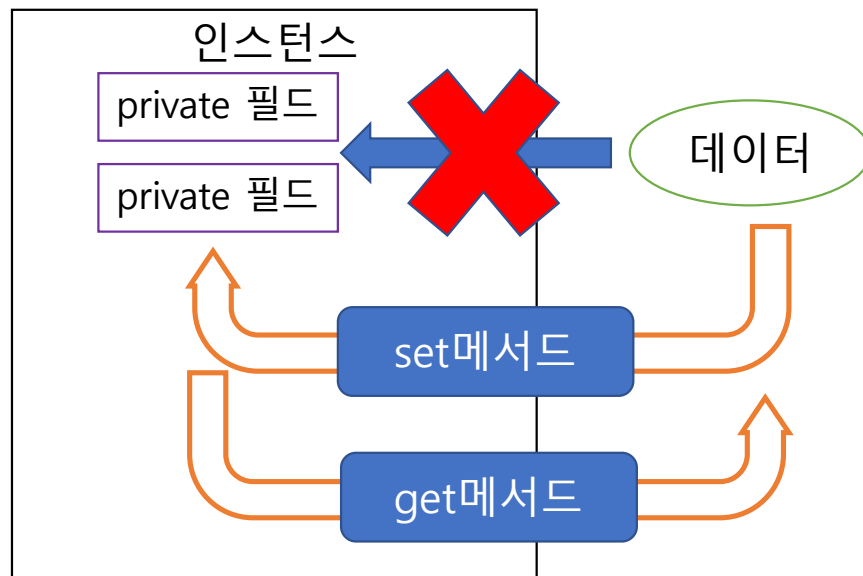 인스턴스
private 필드
private 필드
데이터
set메서드
get메서드